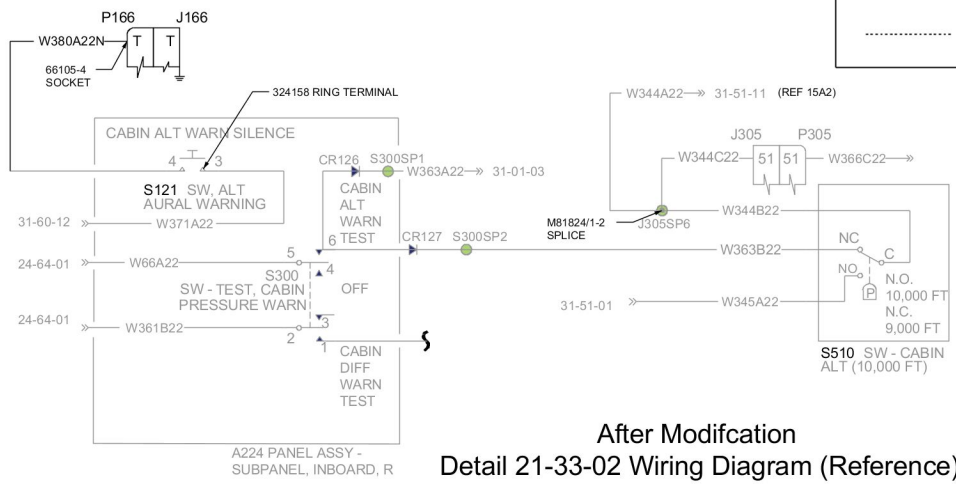 P166 J166
W380A22N T T
66105-4
SOCKET
324158 RING TERMINAL
CABIN ALT WARN SILENCE
4 3
S121 SW, ALT
AURAL WARNING
31-60-12 W371A22
CR126 S300SP1
W363A22 31-01-03
CABIN
ALT
WARN
TEST
6 CR127 S300SP2
24-64-01 W66A22 5
4
S300
SW - TEST, CABIN
PRESSURE WARN
OFF
24-64-01 W361B22 3
2 1
CABIN
DIFF
WARN
TEST
A224 PANEL ASSY -
SUBPANEL, INBOARD, R
W344A22 31-51-11 (REF 15A2)
J305 P305
W344C22 51 51 W366C22
M81824/1-2
SPLICE
J305SP6
W344B22
W363B22 NC
C
NO
P
N.O.
10,000 FT
N.C.
9,000 FT
31-51-01 W345A22
S510 SW - CABIN
ALT (10,000 FT)
After Modifcation
Detail 21-33-02 Wiring Diagram (Reference)